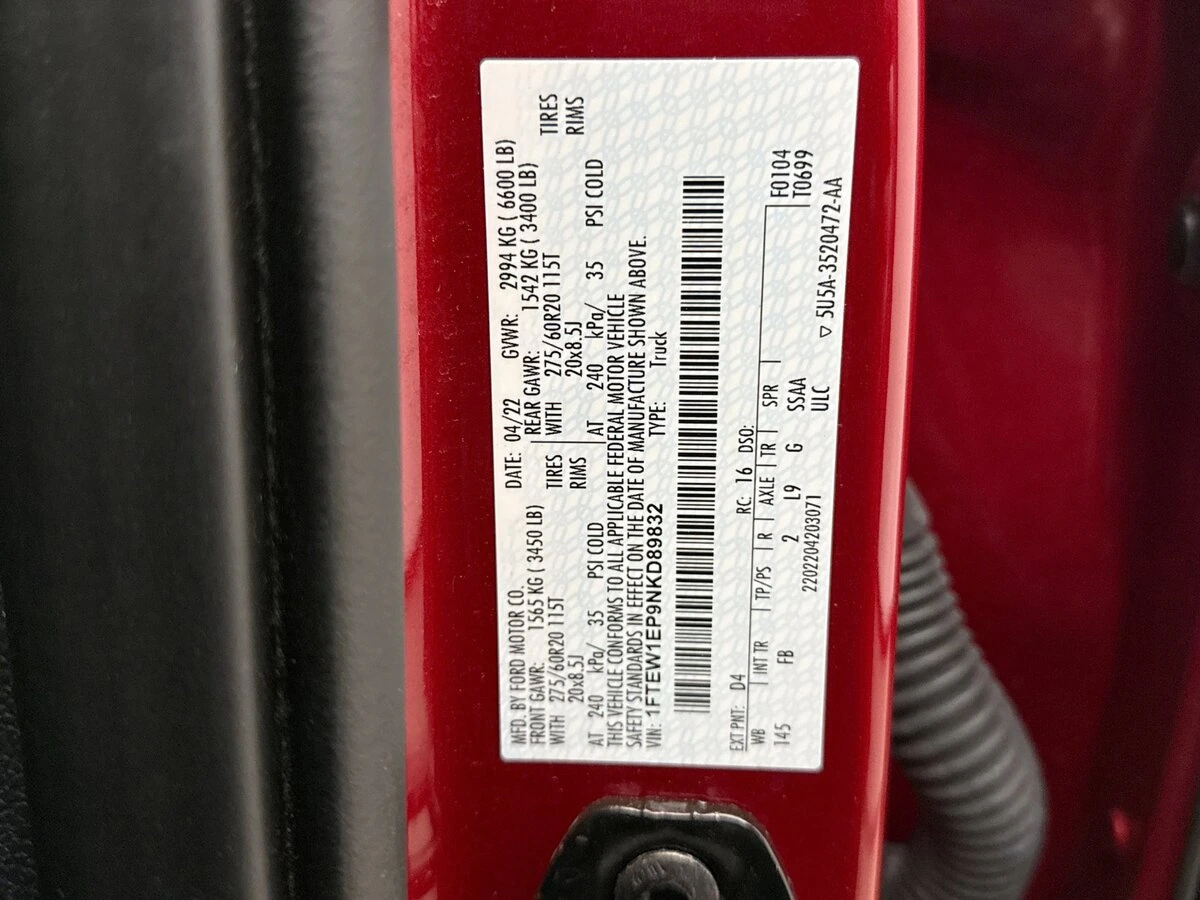 MFD. BY FORD MOTOR CO. DATE: 04/22 GVWR: 2994 KG ( 6600 LB)
FRONT GAWR: 1565 KG ( 3450 LB) REAR GAWR: 1542 KG ( 3400 LB)
WITH 275/60R20 115T TIRES WITH 275/60R20 115T TIRES
20x8.5J RIMS 20x8.5J RIMS
AT 240 kPa/ 35 PSI COLD AT 240 kPa/ 35 PSI COLD
THIS VEHICLE CONFORMS TO ALL APPLICABLE FEDERAL MOTOR VEHICLE
SAFETY STANDARDS IN EFFECT ON THE DATE OF MANUFACTURE SHOWN ABOVE.
VIN: 1FTEW1EP9NKD89832 TYPE: Truck
EXT PNT: D4 RC: 16 DSO:
WB INT TR TP/PS R AXLE TR SPR F0104
145 FB 2 L9 G SSAA T0699
2202204203071 ULC ▽ 5U5A-3520472-AA